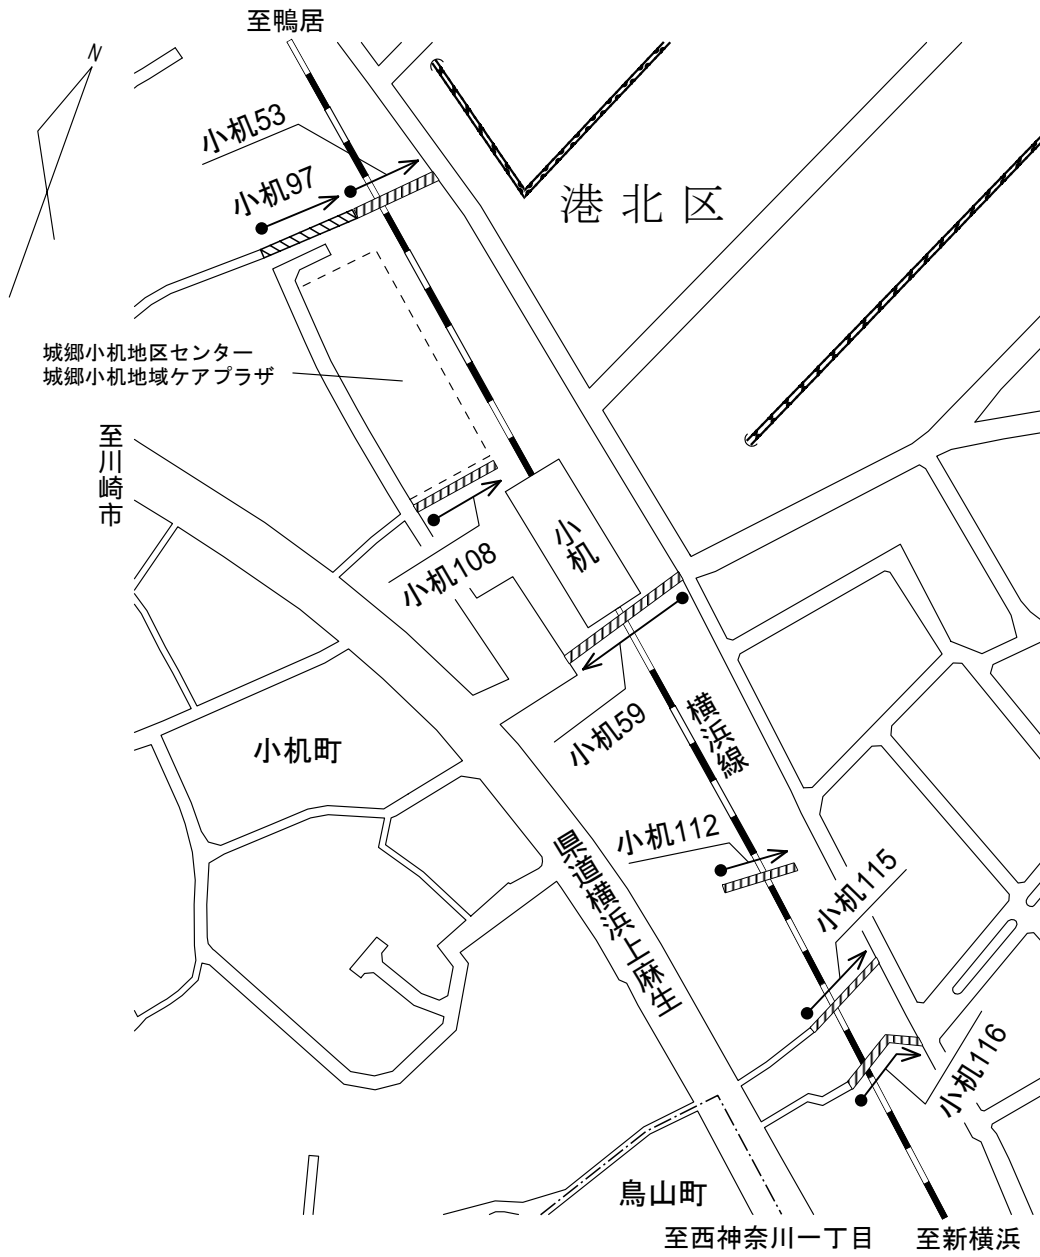 至鴨居
N
小机53
小机97
港北区
城郷小机地区センター
城郷小机地域ケアプラザ
至川崎市
小机
小机108
小机59
横浜線
小机町
小机112
県道横浜上麻生
小机115
小机116
鳥山町
至西神奈川一丁目
至新横浜